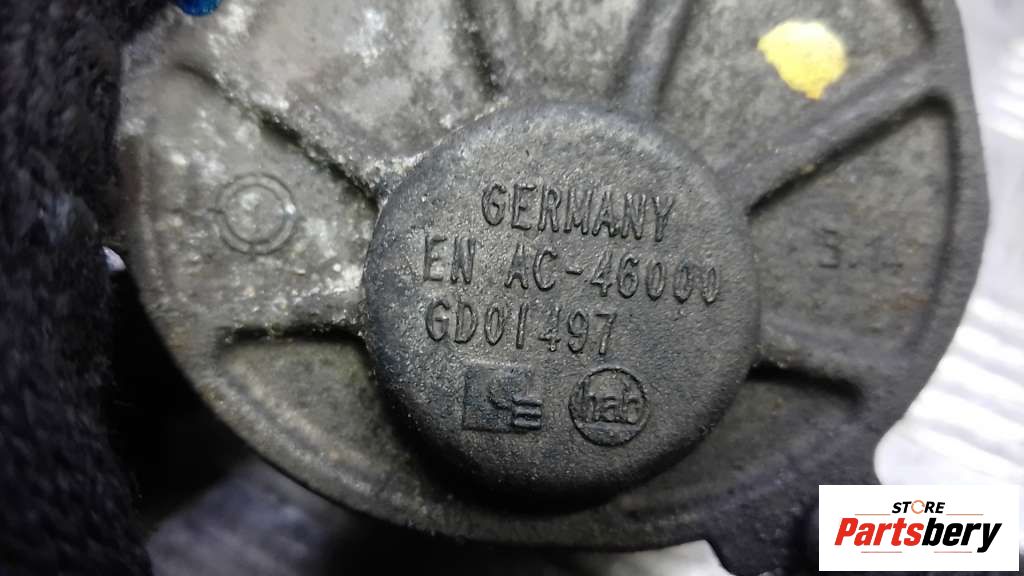 GERMANY
EN AC-46000
GD01497
hab
STORE
Partsbery